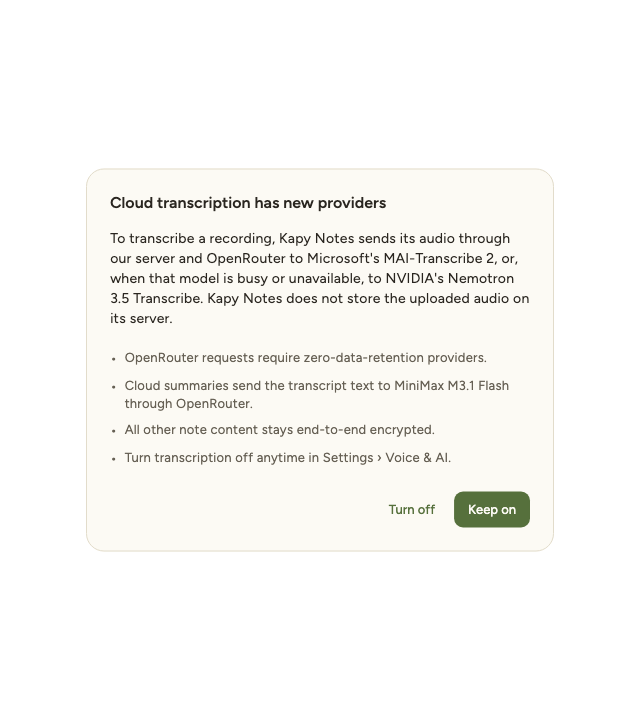 Cloud transcription has new providers
To transcribe a recording, Kapy Notes sends its audio through
our server and OpenRouter to Microsoft's MAI-Transcribe 2, or,
when that model is busy or unavailable, to NVIDIA's Nemotron
3.5 Transcribe. Kapy Notes does not store the uploaded audio on
its server.
• OpenRouter requests require zero-data-retention providers.
• Cloud summaries send the transcript text to MiniMax M3.1 Flash
through OpenRouter.
• All other note content stays end-to-end encrypted.
• Turn transcription off anytime in Settings › Voice & AI.
Turn off
Keep on